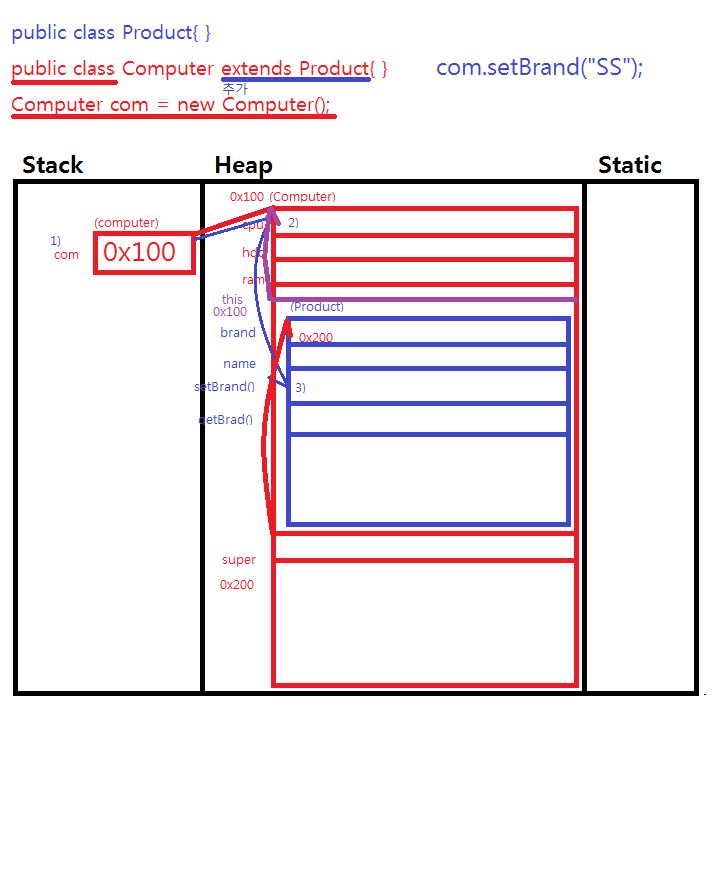 public class Product{ }
public class Computer extends Product{ }
com.setBrand("SS");
추가
Computer com = new Computer();
Stack
Heap
Static
0x100 (Computer)
(computer)
cpu
2)
1)
com
0x100
hdd
ram
this
0x100
(Product)
brand
0x200
name
setBrand()
3)
getBrad()
super
0x200